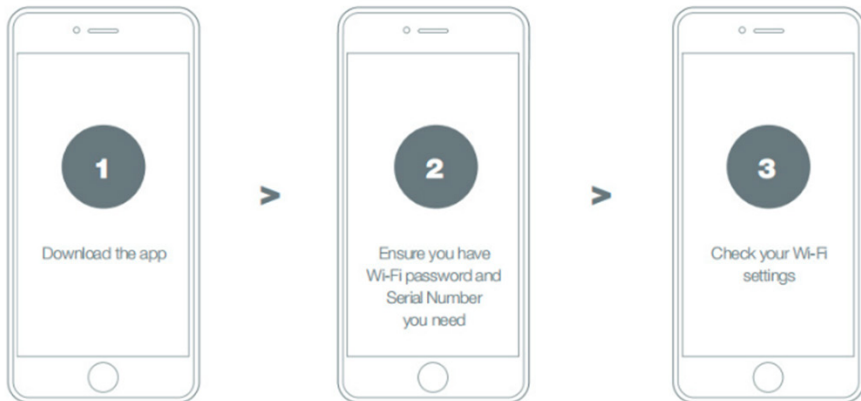 1
Download the app
>
2
Ensure you have
Wi-Fi password and
Serial Number
you need
>
3
Check your Wi-Fi
settings